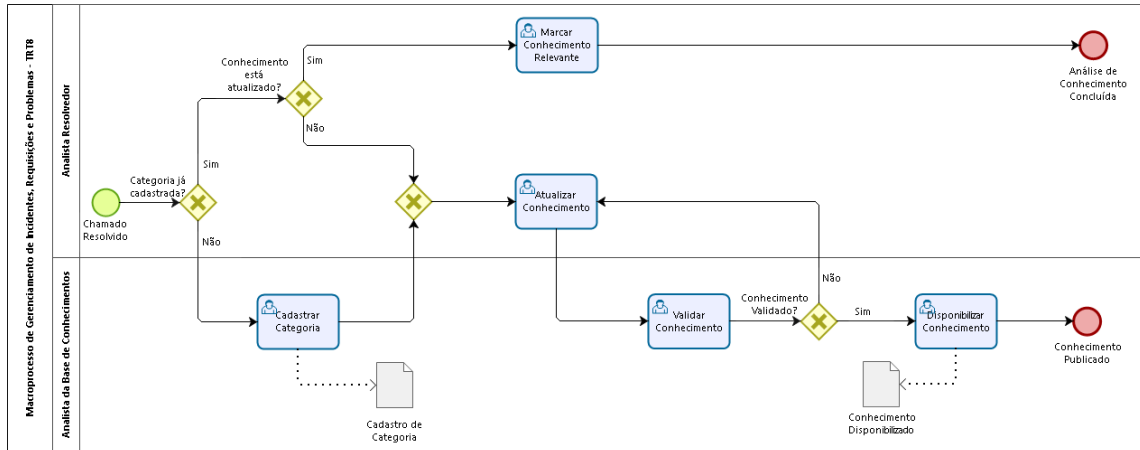 Macroprocesso de Gerenciamento de Incidentes, Requisições e Problemas - TRT8
Analista Resolvedor
Chamado
Resolvido
Categoria já
cadastrada?
Sim
Não
Conhecimento
está
atualizado?
Sim
Não
Marcar
Conhecimento
Relevante
Análise de
Conhecimento
Concluída
Atualizar
Conhecimento
Analista da Base de Conhecimentos
Cadastrar
Categoria
Cadastro de
Categoria
Validar
Conhecimento
Conhecimento
Validado?
Não
Sim
Disponibilizar
Conhecimento
Conhecimento
Disponibilizado
Conhecimento
Publicado